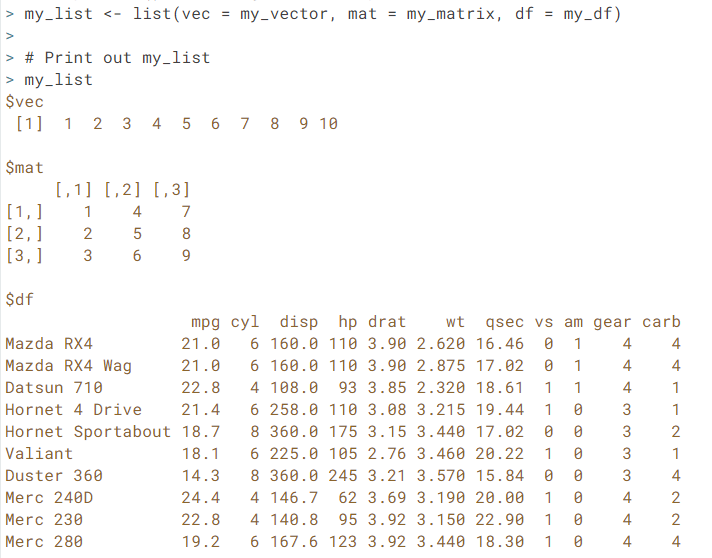 > my_list <- list(vec = my_vector, mat = my_matrix, df = my_df)
>
> # Print out my_list
> my_list
$vec
 [1]  1  2  3  4  5  6  7  8  9 10

$mat
     [,1] [,2] [,3]
[1,]    1    4    7
[2,]    2    5    8
[3,]    3    6    9

$df
                   mpg cyl  disp  hp drat    wt  qsec vs am gear carb
Mazda RX4         21.0   6 160.0 110 3.90 2.620 16.46  0  1    4    4
Mazda RX4 Wag     21.0   6 160.0 110 3.90 2.875 17.02  0  1    4    4
Datsun 710        22.8   4 108.0  93 3.85 2.320 18.61  1  1    4    1
Hornet 4 Drive    21.4   6 258.0 110 3.08 3.215 19.44  1  0    3    1
Hornet Sportabout 18.7   8 360.0 175 3.15 3.440 17.02  0  0    3    2
Valiant           18.1   6 225.0 105 2.76 3.460 20.22  1  0    3    1
Duster 360        14.3   8 360.0 245 3.21 3.570 15.84  0  0    3    4
Merc 240D         24.4   4 146.7  62 3.69 3.190 20.00  1  0    4    2
Merc 230          22.8   4 140.8  95 3.92 3.150 22.90  1  0    4    2
Merc 280          19.2   6 167.6 123 3.92 3.440 18.30  1  0    4    4